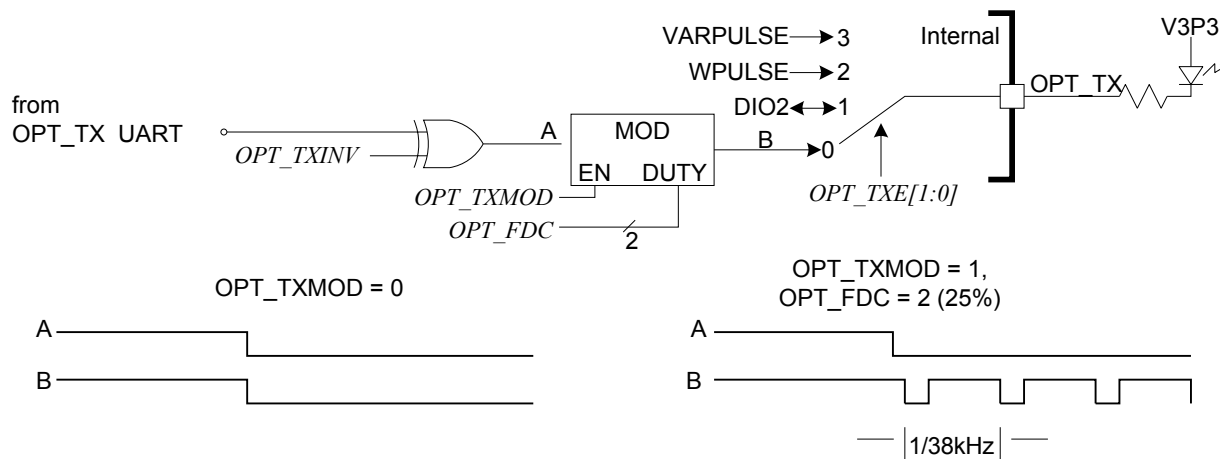 VARPULSE 3
Internal
V3P3
WPULSE 2
OPT_TX
from
OPT_TX UART
DIO2 1
A
MOD
B
0
OPT_TXINV
EN DUTY
OPT_TXMOD
OPT_TXE[1:0]
OPT_FDC
2
OPT_TXMOD = 0
OPT_TXMOD = 1,
OPT_FDC = 2 (25%)
A
B
A
B
1/38kHz